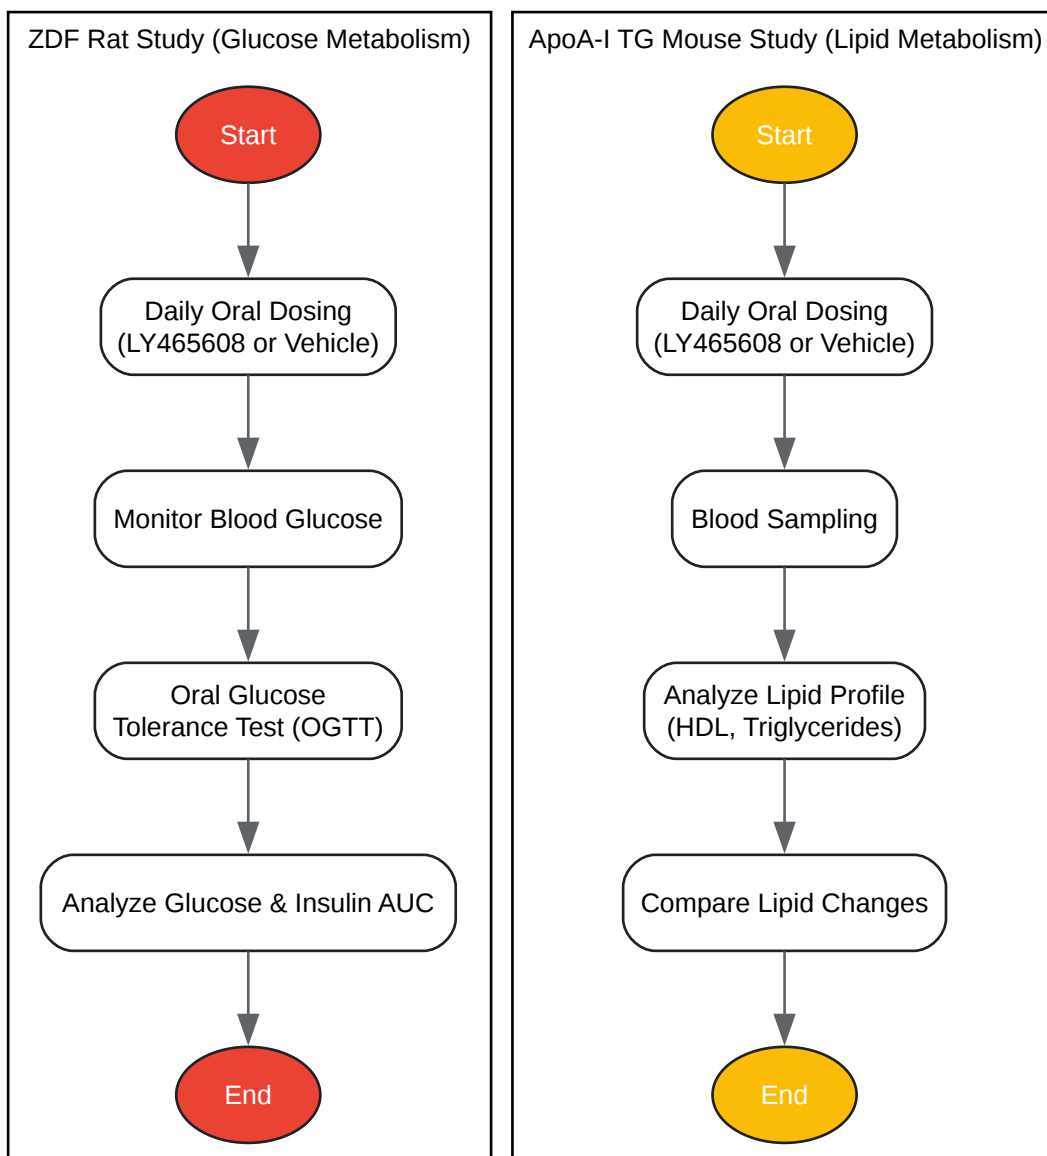 ZDF Rat Study (Glucose Metabolism)
Start
Daily Oral Dosing
(LY465608 or Vehicle)
Monitor Blood Glucose
Oral Glucose
Tolerance Test (OGTT)
Analyze Glucose & Insulin AUC
End
ApoA-I TG Mouse Study (Lipid Metabolism)
Start
Daily Oral Dosing
(LY465608 or Vehicle)
Blood Sampling
Analyze Lipid Profile
(HDL, Triglycerides)
Compare Lipid Changes
End